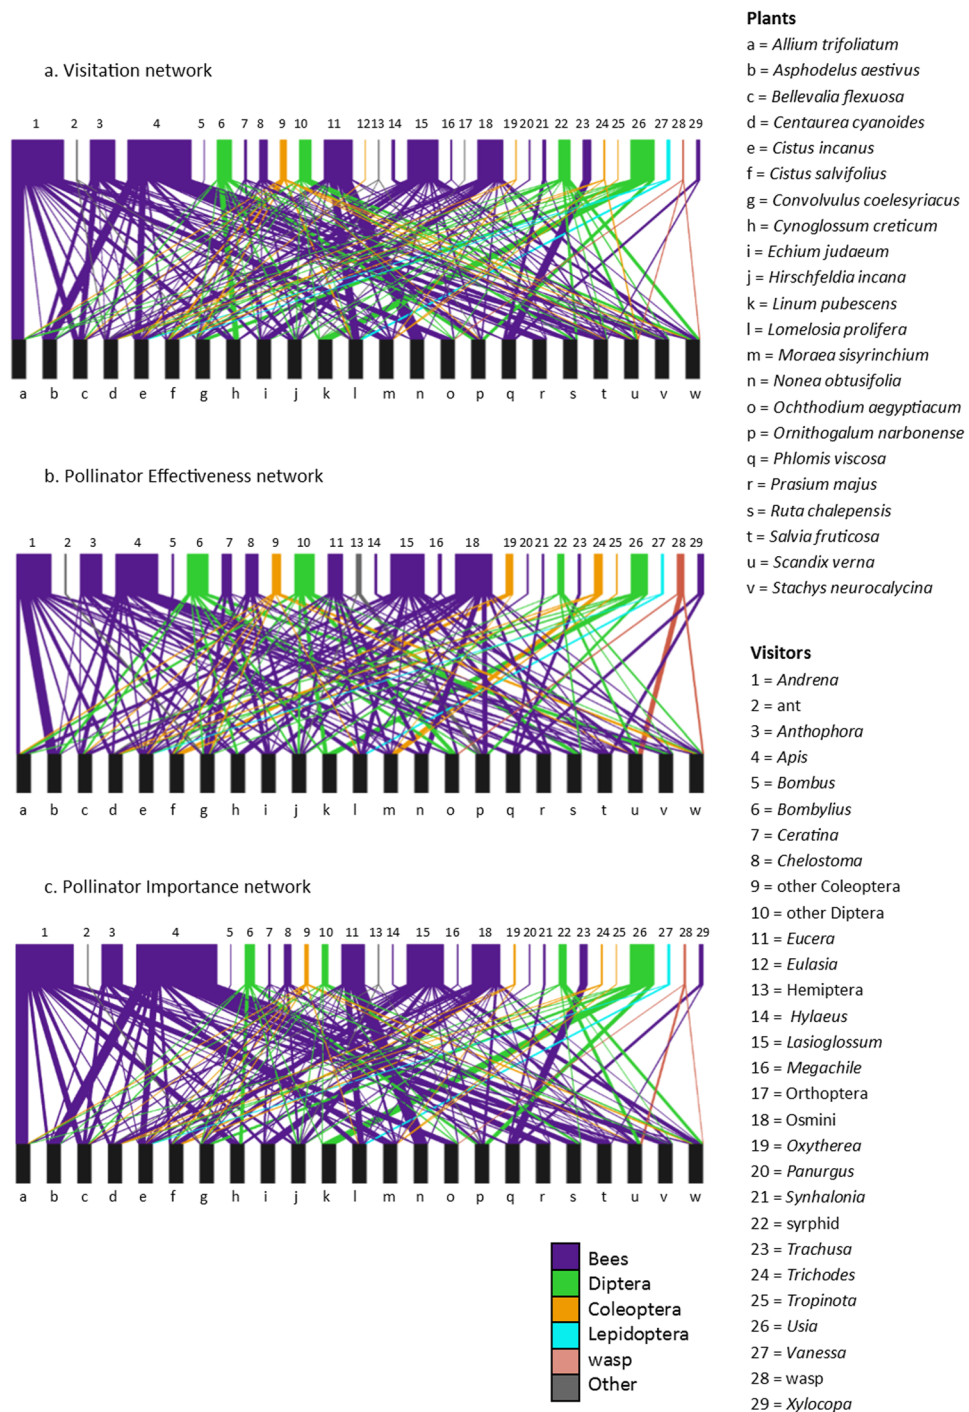 a. Visitation network
1 2 3 4 5 6 7 8 9 10 11 12 13 14 15 16 17 18 19 20 21 22 23 24 25 26 27 28 29
a b c d e f g h i j k l m n o p q r s t u v w
b. Pollinator Effectiveness network
1 2 3 4 5 6 7 8 9 10 11 13 14 15 16 18 19 20 21 22 23 24 25 26 27 28 29
a b c d e f g h i j k l m n o p q r s t u v w
c. Pollinator Importance network
1 2 3 4 5 6 7 8 9 10 11 13 14 15 16 18 19 20 21 22 23 24 25 26 27 28 29
a b c d e f g h i j k l m n o p q r s t u v w
Bees
Diptera
Coleoptera
Lepidoptera
wasp
Other
Plants
a = Allium trifoliatum
b = Asphodelus aestivus
c = Bellevalia flexuosa
d = Centaurea cyanoides
e = Cistus incanus
f = Cistus salvifolius
g = Convolvulus coelesyriacus
h = Cynoglossum creticum
i = Echium judaeum
j = Hirschfeldia incana
k = Linum pubescens
l = Lomelosia prolifera
m = Moraea sisyrinchium
n = Nonea obtusifolia
o = Ochthodium aegyptiacum
p = Ornithogalum narbonense
q = Phlomis viscosa
r = Prasium majus
s = Ruta chalepensis
t = Salvia fruticosa
u = Scandix verna
v = Stachys neurocalycina
Visitors
1 = Andrena
2 = ant
3 = Anthophora
4 = Apis
5 = Bombus
6 = Bombylius
7 = Ceratina
8 = Chelostoma
9 = other Coleoptera
10 = other Diptera
11 = Eucera
12 = Eulasia
13 = Hemiptera
14 = Hylaeus
15 = Lasioglossum
16 = Megachile
17 = Orthoptera
18 = Osmini
19 = Oxytherea
20 = Panurgus
21 = Synhalonia
22 = syrphid
23 = Trachusa
24 = Trichodes
25 = Tropinota
26 = Usia
27 = Vanessa
28 = wasp
29 = Xylocopa